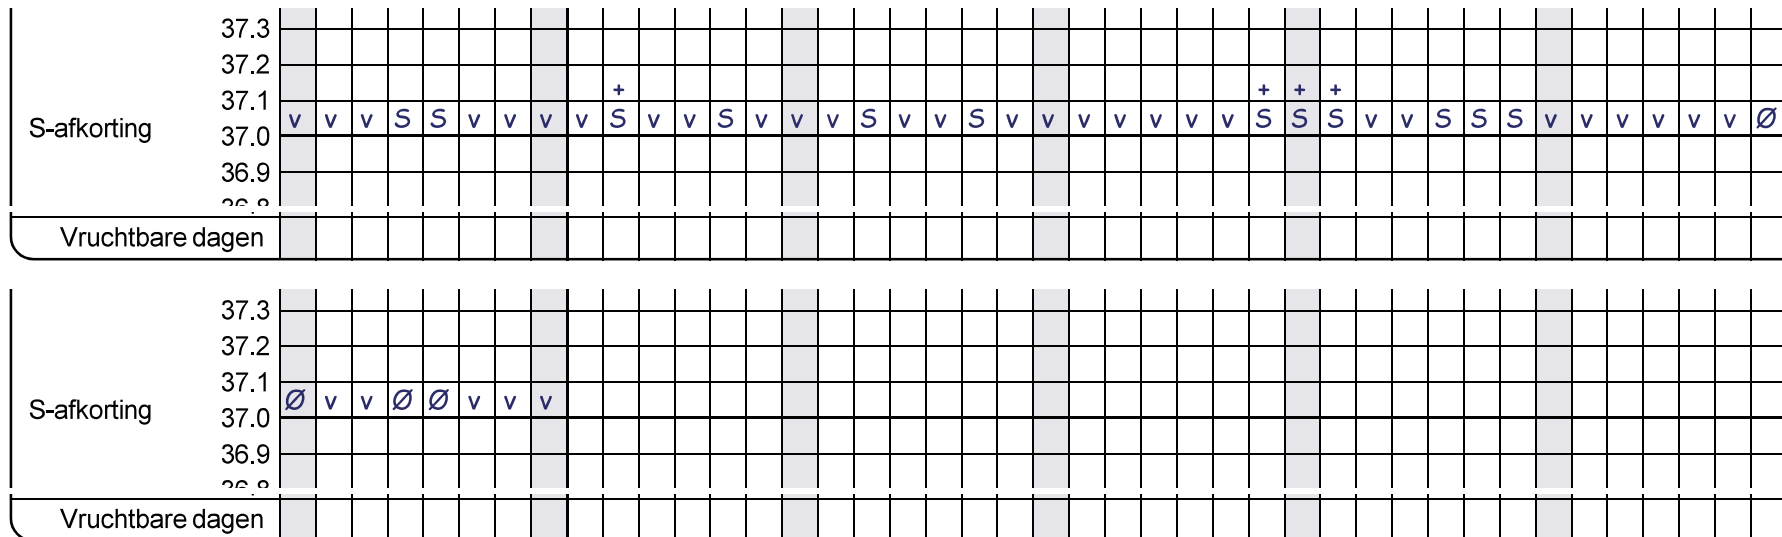 37.3
37.2
+ + + +
37.1
S-afkorting v v v S S v v v v S v v S v v v S v v S v v v v v v v S S S v v S S S v v v v v v Ø
37.0
36.9
Vruchtbare dagen
37.3
37.2
37.1
S-afkorting Ø v v Ø Ø v v v
37.0
36.9
Vruchtbare dagen